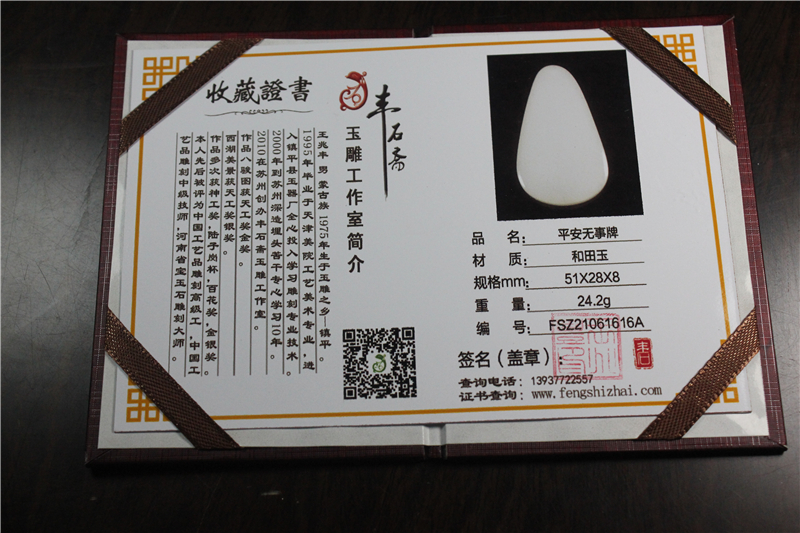 收藏證書
丰石斋
玉雕工作室简介
王兆丰 男 蒙古族 1975年生于玉雕之乡—镇平。
1995年毕业于天津美院工艺美术专业，进
入镇平县玉器厂全心投入学习雕刻专业技术。
2000年到苏州深造埋头苦干专心学习10年。
2010在苏州创办丰石斋玉雕工作室。
作品八骏图获天工奖金奖。
西湖美景获天工奖银奖。
作品多次获神工奖，陆子岗杯，百花奖，金银奖。
本人先后被评为中国工艺品雕刻高级工，中国工
艺品雕刻中级技师，河南省宝玉石雕刻大师。
品 名： 平安无事牌
材 质： 和田玉
规格mm： 51X28X8
重 量： 24.2g
编 号： FSZ21061616A
签名（盖章）
查询电话： 13937722557
证书查询： www.fengshizhai.com